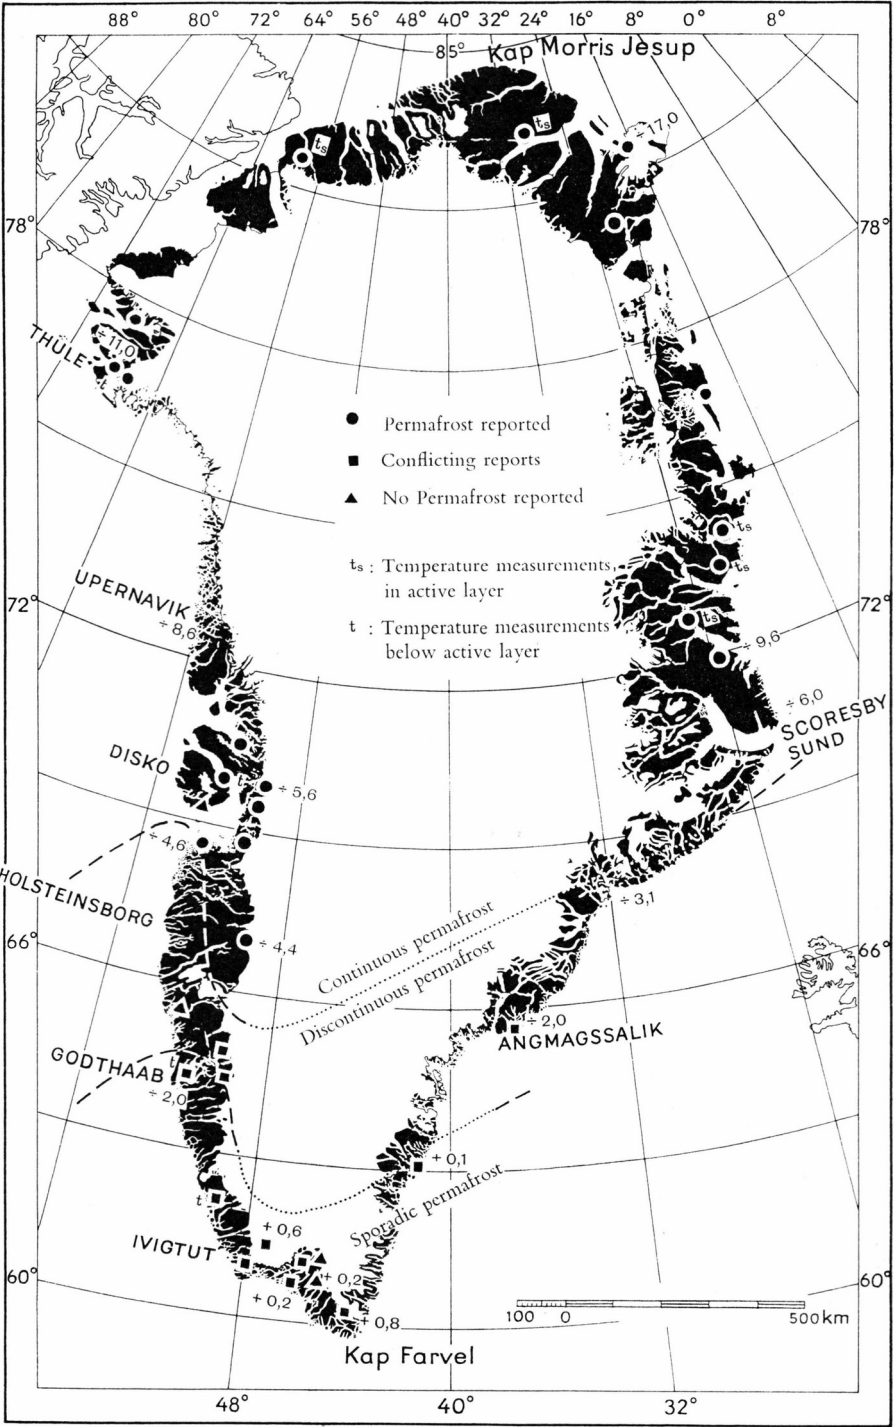 88° 80° 72° 64° 56° 48° 40° 32° 24° 16° 8° 0° 8°
85°
Kap Morris Jesup
ts
ts
÷17,0
78°
78°
THULE
÷11,0
t
Permafrost reported
Conflicting reports
No Permafrost reported
ts : Temperature measurements
in active layer
t : Temperature measurements
below active layer
ts
ts
ts
÷9,6
72°
72°
UPERNAVIK
÷8,6
÷6,0
SCORESBY
SUND
DISKO
t
÷5,6
÷4,6
HOLSTEINSBORG
÷3,1
÷4,4
66°
66°
Continuous permafrost
Discontinuous permafrost
÷2,0
ANGMAGSSALIK
GODTHAAB
t
÷2,0
+0,1
Sporadic permafrost
t
+0,6
IVIGTUT
+0,2
+0,2
+0,8
60°
60°
100 0 500km
Kap Farvel
48° 40° 32°